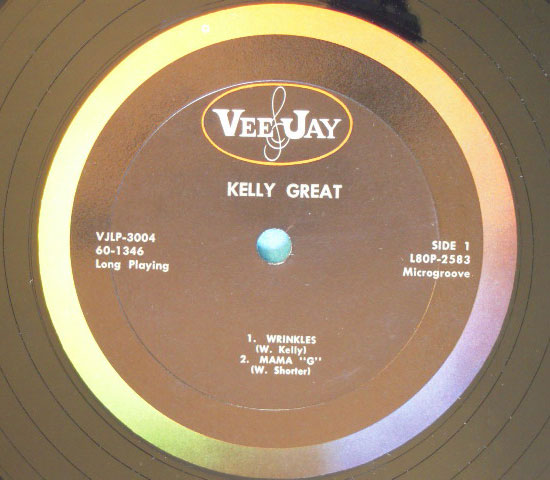 VEE JAY
KELLY GREAT
VJLP-3004
60-1346
Long Playing
SIDE 1
L80P-2583
Microgroove
1. WRINKLES
(W. Kelly)
2. MAMA "G"
(W. Shorter)